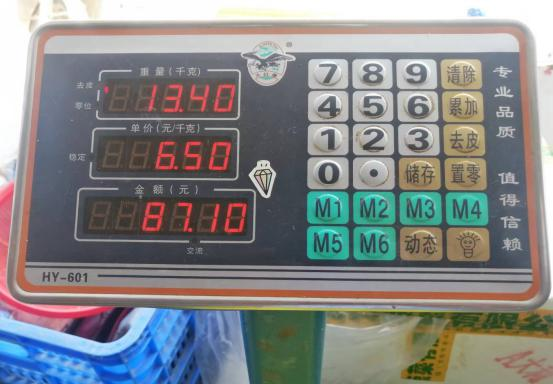 重量(千克)
去皮
零位
13.40
单价(元/千克)
稳定
6.50
金额(元)
87.10
交流
HY-601
®
7 8 9 清除
4 5 6 累加
1 2 3 去皮
0 • 储存 置零
M1 M2 M3 M4
M5 M6 动态
专业品质 值得信赖